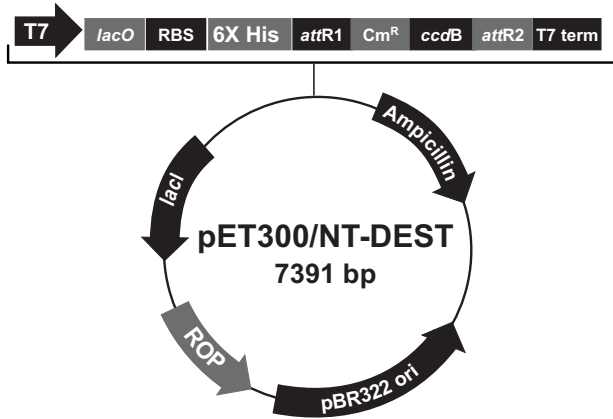 T7 lacO RBS 6X His attR1 Cmᴿ ccdB attR2 T7 term
Ampicillin
lacI
pET300/NT-DEST
7391 bp
ROP
pBR322 ori